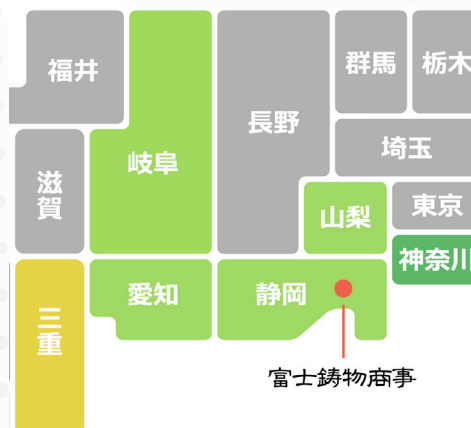 福井
群馬
栃木
長野
岐阜
埼玉
滋賀
山梨
東京
神奈川
愛知
静岡
三重
富士鋳物商事